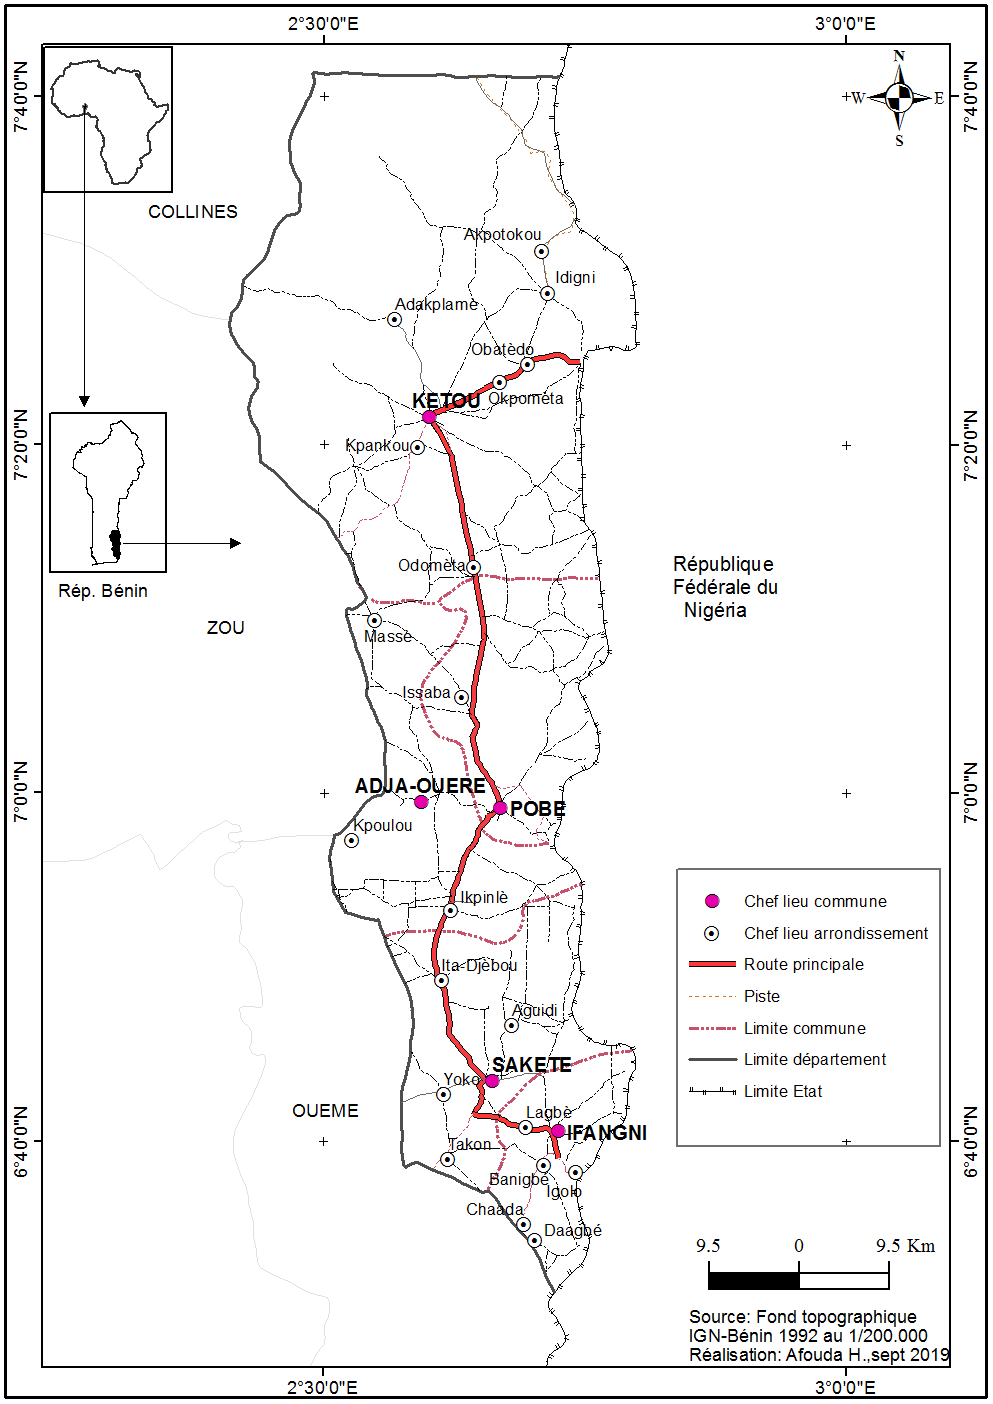 2°30'0"E
3°0'0"E
7°40'0"N
7°40'0"N
N
W
E
S
COLLINES
Akpotokou
Idigni
Adakplamè
Obatèdo
KETOU
Okpometa
Kpankou
7°20'0"N
7°20'0"N
Odomèta
République
Fédérale du
Nigéria
Rép. Bénin
ZOU
Massè
Issaba
ADJA-OUERE
POBE
7°0'0"N
7°0'0"N
Kpoulou
Ikpinlè
Ita-Djèbou
Aguidi
SAKETE
Yoko
OUEME
Lagbè
IFANGNI
Takon
Banigbé
Igolo
Chaada
Daagbé
6°40'0"N
6°40'0"N
Chef lieu commune
Chef lieu arrondissement
Route principale
Piste
Limite commune
Limite département
Limite Etat
9.5
0
9.5 Km
Source: Fond topographique
IGN-Bénin 1992 au 1/200.000
Réalisation: Afouda H.,sept 2019
2°30'0"E
3°0'0"E